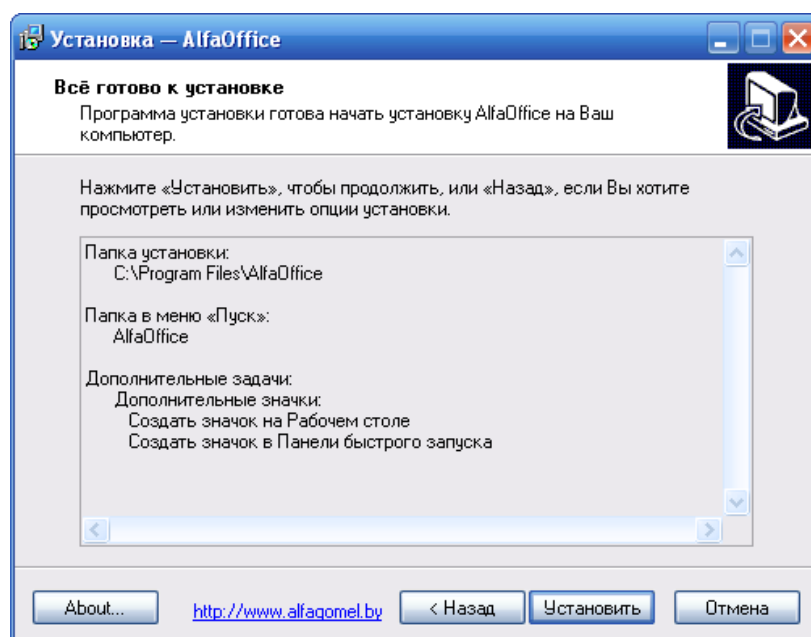 Установка — AlfaOffice
Всё готово к установке
Программа установки готова начать установку AlfaOffice на Ваш
компьютер.
Нажмите «Установить», чтобы продолжить, или «Назад», если Вы хотите
просмотреть или изменить опции установки.
Папка установки:
C:\Program Files\AlfaOffice
Папка в меню «Пуск»:
AlfaOffice
Дополнительные задачи:
Дополнительные значки:
Создать значок на Рабочем столе
Создать значок в Панели быстрого запуска
About... http://www.alfagomel.by < Назад Установить Отмена